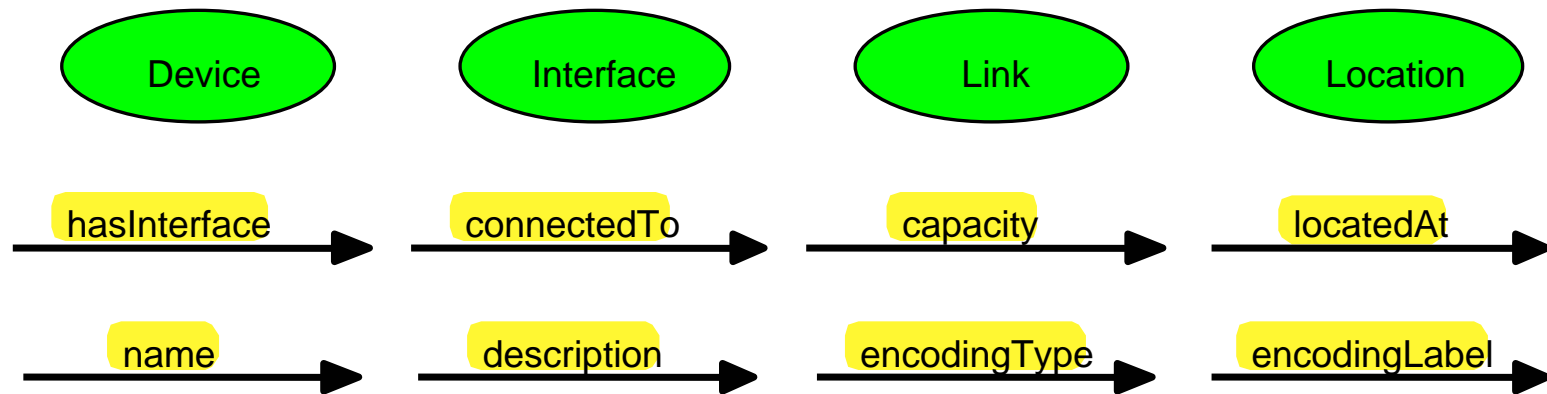 Device Interface Link Location
hasInterface connectedTo capacity locatedAt
name description encodingType encodingLabel